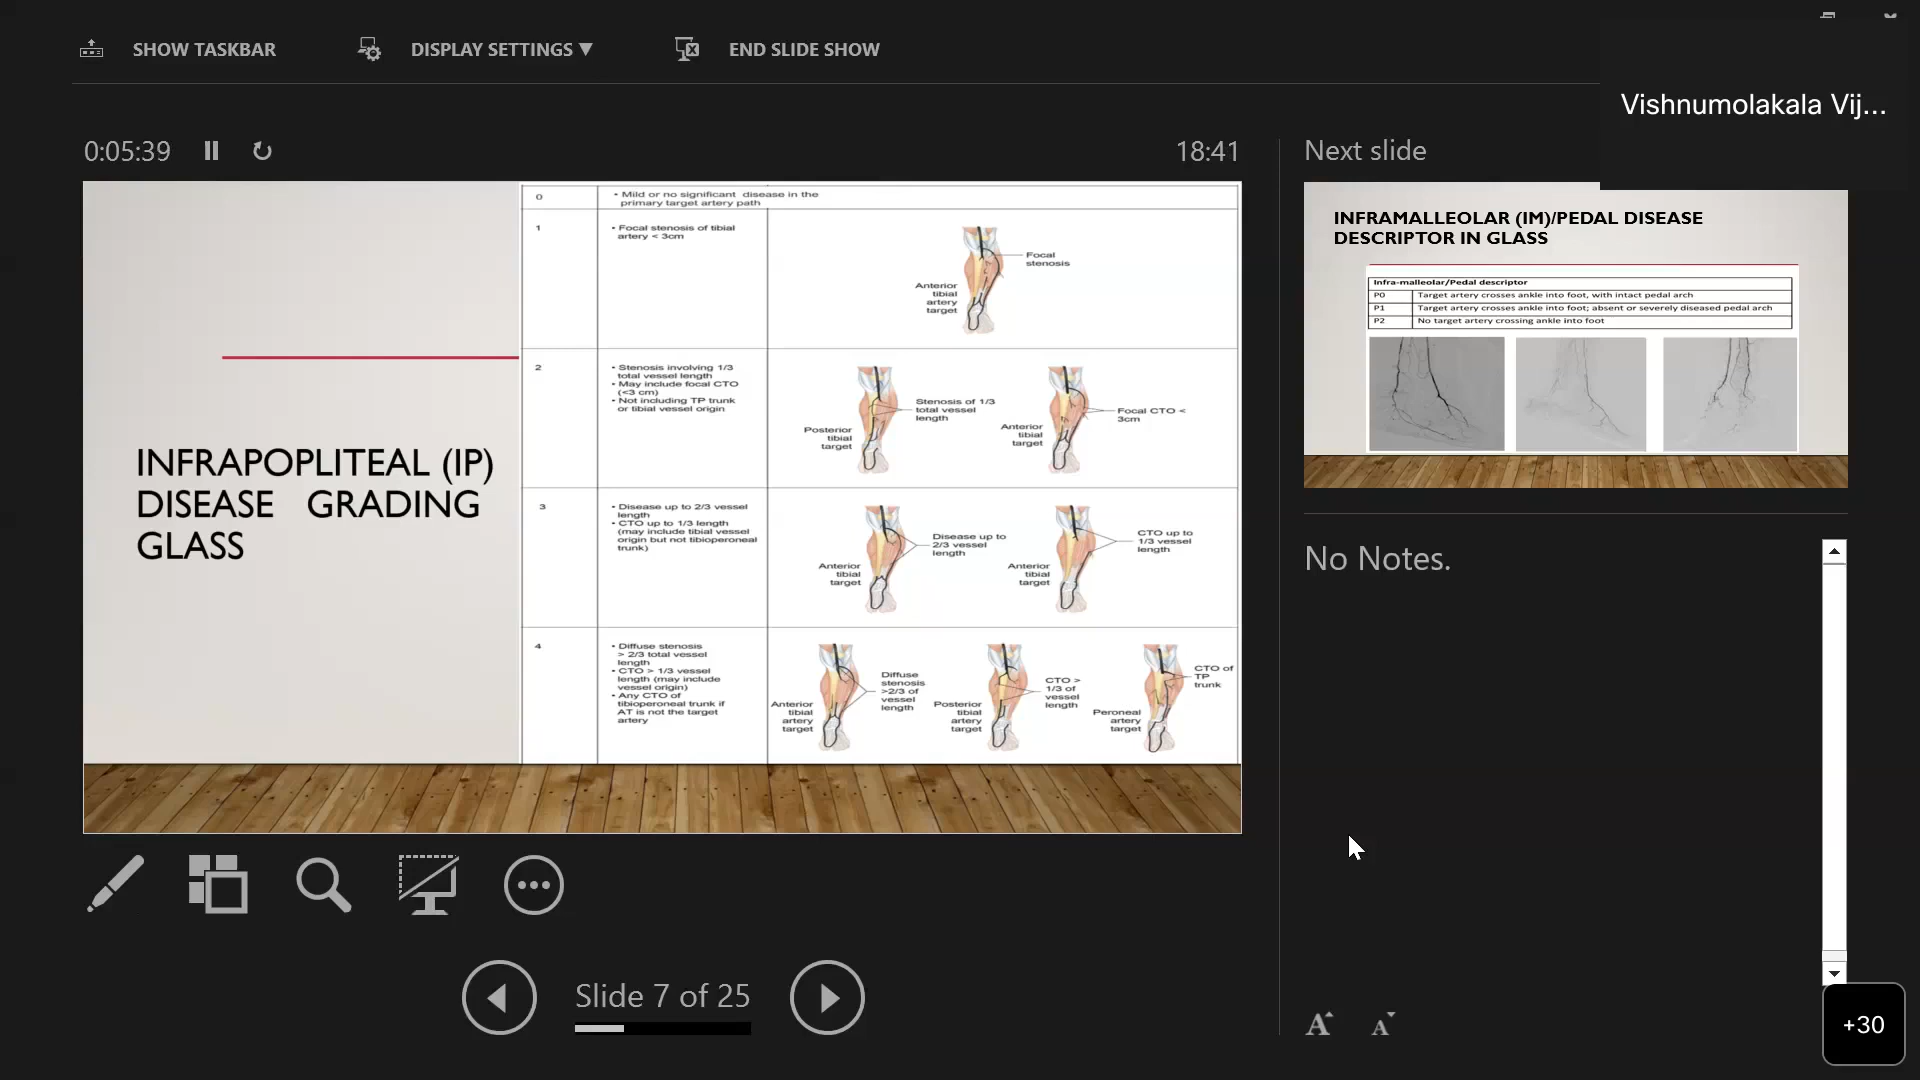 SHOW TASKBAR
DISPLAY SETTINGS ▼
END SLIDE SHOW
Vishnumolakala Vij...
0:05:39
18:41
Next slide
INFRAPOPLITEAL (IP)
DISEASE GRADING
GLASS
0
• Mild or no significant disease in the
primary target artery path
1
• Focal stenosis of tibial
artery < 3cm
Focal
stenosis
Anterior
tibial
artery
target
2
• Stenosis involving 1/3
total vessel length
• May include focal CTO
(<3 cm)
• Not including TP trunk
or tibial vessel origin
Stenosis of 1/3
total vessel
length
Posterior
tibial
target
Focal CTO <
3cm
Anterior
tibial
target
3
• Disease up to 2/3 vessel
length
• CTO up to 1/3 length
(may include tibial vessel
origin but not tibioperoneal
trunk)
Disease up to
2/3 vessel
length
Anterior
tibial
target
CTO up to
1/3 vessel
length
Anterior
tibial
target
4
• Diffuse stenosis
> 2/3 total vessel
length
• CTO > 1/3 vessel
length (may include
vessel origin)
• Any CTO of
tibioperoneal trunk if
AT is not the target
artery
Diffuse
stenosis
>2/3 of
vessel
length
Anterior
tibial
artery
target
CTO >
1/3 of
vessel
length
Posterior
tibial
artery
target
CTO of
TP
trunk
Peroneal
artery
target
INFRAMALLEOLAR (IM)/PEDAL DISEASE
DESCRIPTOR IN GLASS
Infra-malleolar/Pedal descriptor
P0 Target artery crosses ankle into foot, with intact pedal arch
P1 Target artery crosses ankle into foot; absent or severely diseased pedal arch
P2 No target artery crossing ankle into foot
No Notes.
Slide 7 of 25
A A
+30